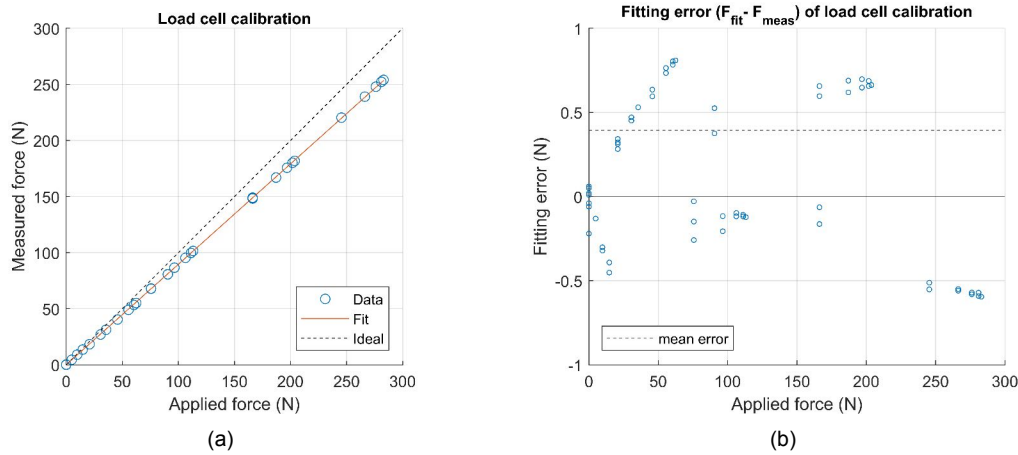 Load cell calibration
300
250
200
150
100
50
0
Measured force (N)
0 50 100 150 200 250 300
Applied force (N)
Data
Fit
Ideal
(a)
Fitting error (Ffit- Fmeas) of load cell calibration
1
0.5
0
-0.5
-1
Fitting error (N)
0 50 100 150 200 250 300
Applied force (N)
mean error
(b)